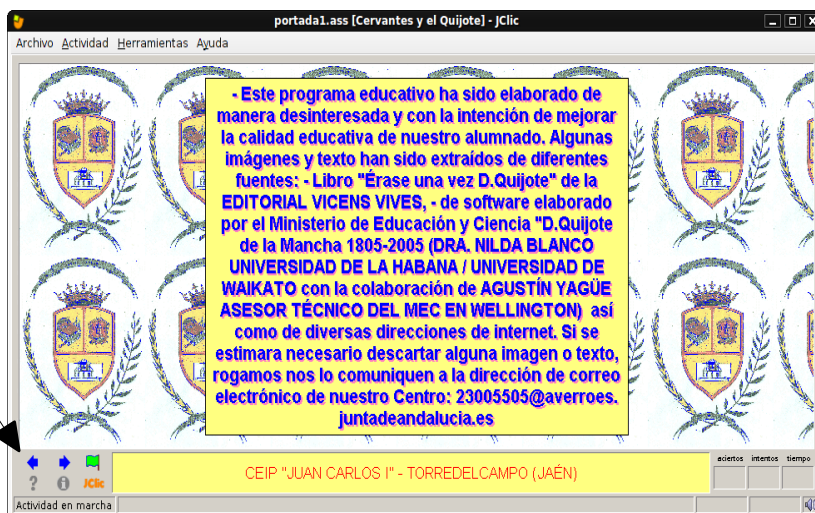 portada1.ass [Cervantes y el Quijote] - JClic
Archivo Actividad Herramientas Ayuda
- Este programa educativo ha sido elaborado de
manera desinteresada y con la intención de mejorar
la calidad educativa de nuestro alumnado. Algunas
imágenes y texto han sido extraídos de diferentes
fuentes: - Libro "Érase una vez D.Quijote" de la
EDITORIAL VICENS VIVES, - de software elaborado
por el Ministerio de Educación y Ciencia "D.Quijote
de la Mancha 1805-2005 (DRA. NILDA BLANCO
UNIVERSIDAD DE LA HABANA / UNIVERSIDAD DE
WAIKATO con la colaboración de AGUSTÍN YAGÜE
ASESOR TÉCNICO DEL MEC EN WELLINGTON) así
como de diversas direcciones de internet. Si se
estimara necesario descartar alguna imagen o texto,
rogamos nos lo comuniquen a la dirección de correo
electrónico de nuestro Centro: 23005505@averroes.
juntadeandalucia.es
CEIP "JUAN CARLOS I" - TORREDELCAMPO (JAÉN)
aciertos intentos tiempo
? i JClic
Actividad en marcha